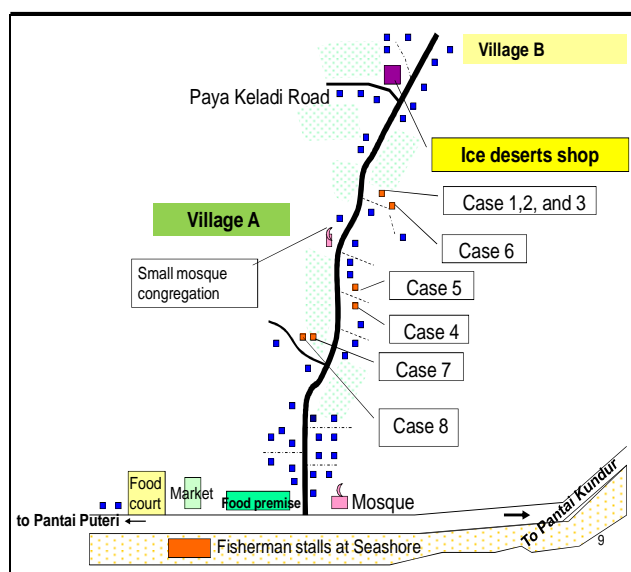 Village B
Paya Keladi Road
Ice deserts shop
Case 1,2, and 3
Village A
Case 6
Small mosque
congregation
Case 5
Case 4
Case 7
Case 8
Food
court
Market
Food premise
Mosque
to Pantai Puteri
To Pantai Kundur
Fisherman stalls at Seashore
9